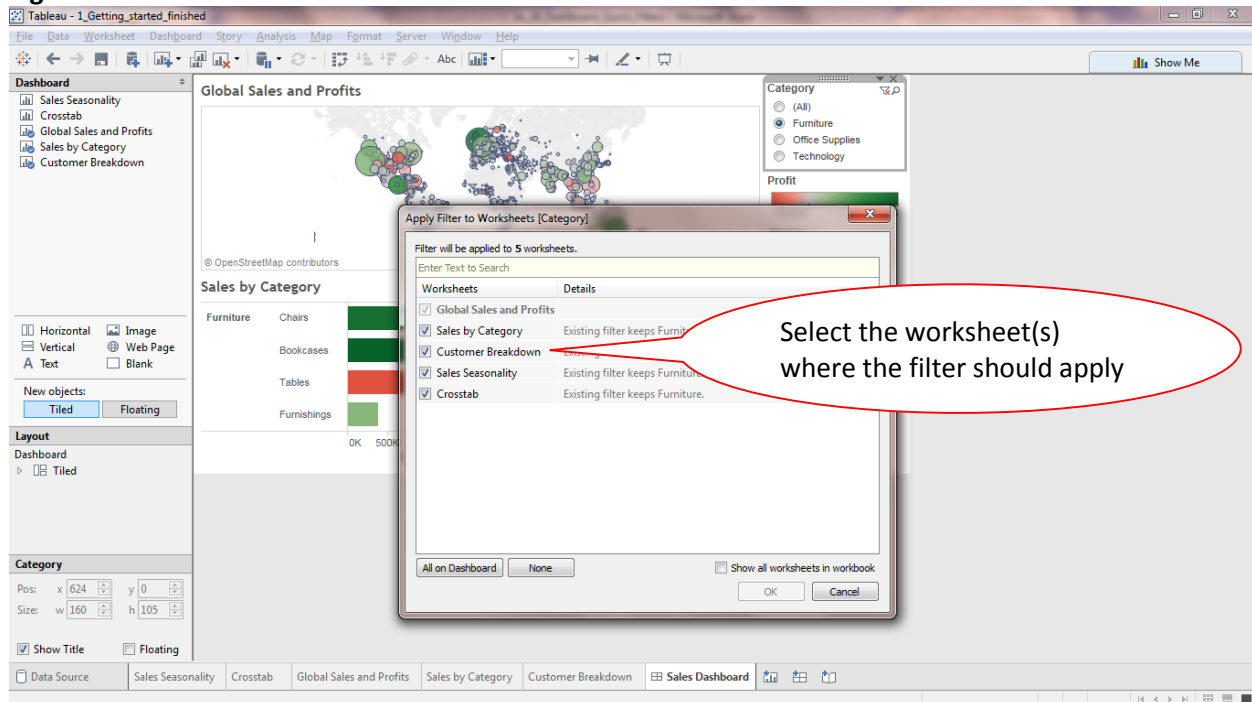 Tableau - 1_Getting_started_finished
File Data Worksheet Dashboard Story Analysis Map Format Server Window Help
Abc
Show Me
Dashboard
Sales Seasonality
Crosstab
Global Sales and Profits
Sales by Category
Customer Breakdown
Horizontal Image
Vertical Web Page
A Text Blank
New objects:
Tiled Floating
Layout
Dashboard
Tiled
Category
Pos: x 624 y 0
Size: w 160 h 105
Show Title Floating
Global Sales and Profits
© OpenStreetMap contributors
Sales by Category
Furniture Chairs
Bookcases
Tables
Furnishings
0K 500K
Category
(All)
Furniture
Office Supplies
Technology
Profit
Apply Filter to Worksheets [Category]
Filter will be applied to 5 worksheets.
Enter Text to Search
Worksheets Details
Global Sales and Profits
Sales by Category Existing filter keeps Furnitu
Customer Breakdown Existing
Sales Seasonality Existing filter keeps Furniture.
Crosstab Existing filter keeps Furniture.
All on Dashboard None Show all worksheets in workbook
OK Cancel
Select the worksheet(s)
where the filter should apply
Data Source Sales Seasonality Crosstab Global Sales and Profits Sales by Category Customer Breakdown Sales Dashboard